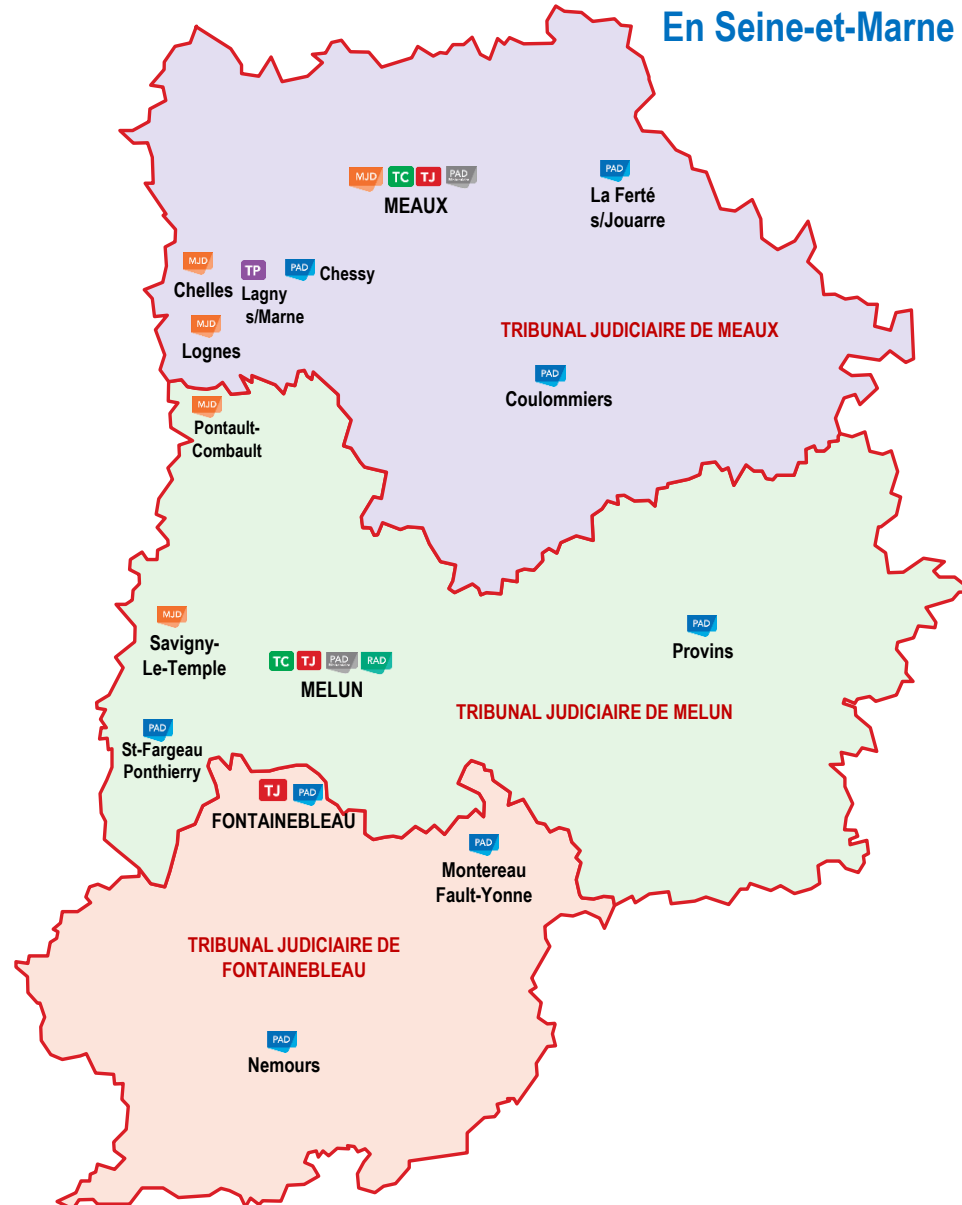 En Seine-et-Marne
MJD TC TJ PAD
MEAUX
PAD
La Ferté
s/Jouarre
MJD
Chelles
TP
Lagny
s/Marne
PAD Chessy
MJD
Lognes
TRIBUNAL JUDICIAIRE DE MEAUX
PAD
Coulommiers
MJD
Pontault-
Combault
MJD
Savigny-
Le-Temple
TC TJ PAD RAD
MELUN
PAD
Provins
TRIBUNAL JUDICIAIRE DE MELUN
PAD
St-Fargeau
Ponthierry
TJ PAD
FONTAINEBLEAU
PAD
Montereau
Fault-Yonne
TRIBUNAL JUDICIAIRE DE
FONTAINEBLEAU
PAD
Nemours